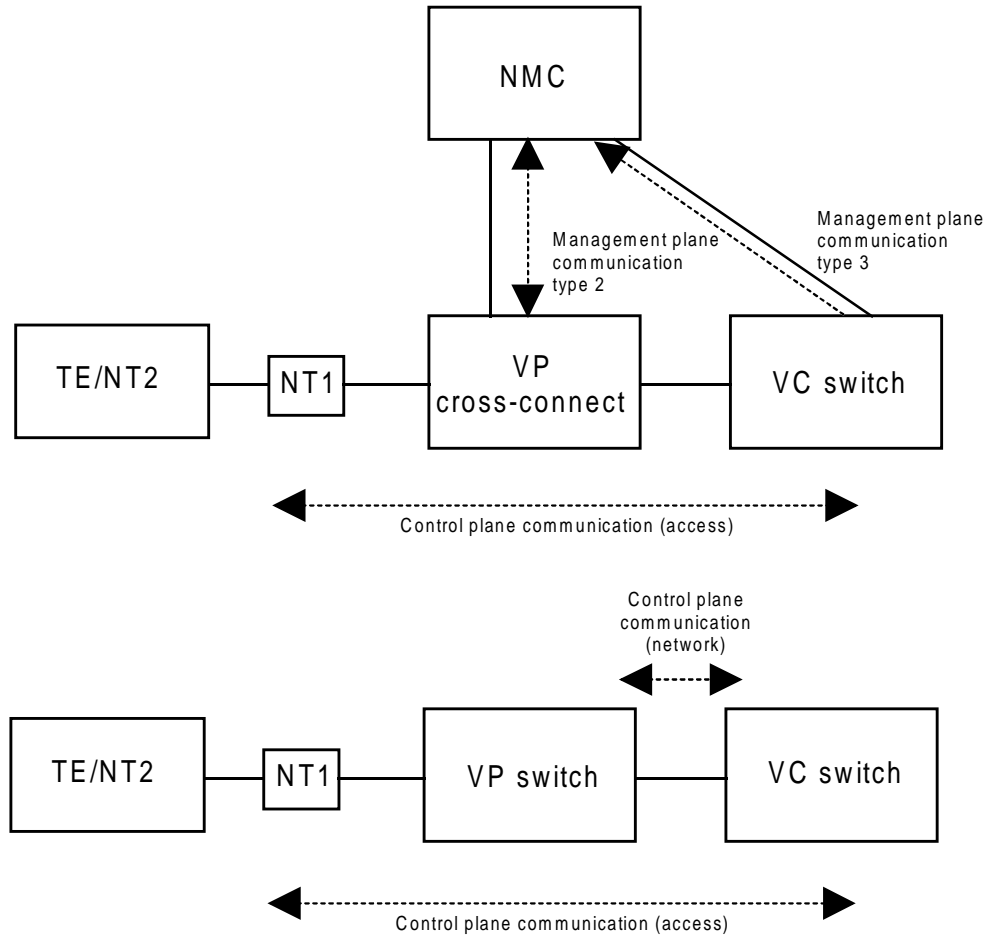 NMC
Management plane
communication
type 2
Management plane
communication
type 3
TE/NT2
NT1
VP
cross-connect
VC switch
Control plane communication (access)
Control plane
communication
(network)
TE/NT2
NT1
VP switch
VC switch
Control plane communication (access)